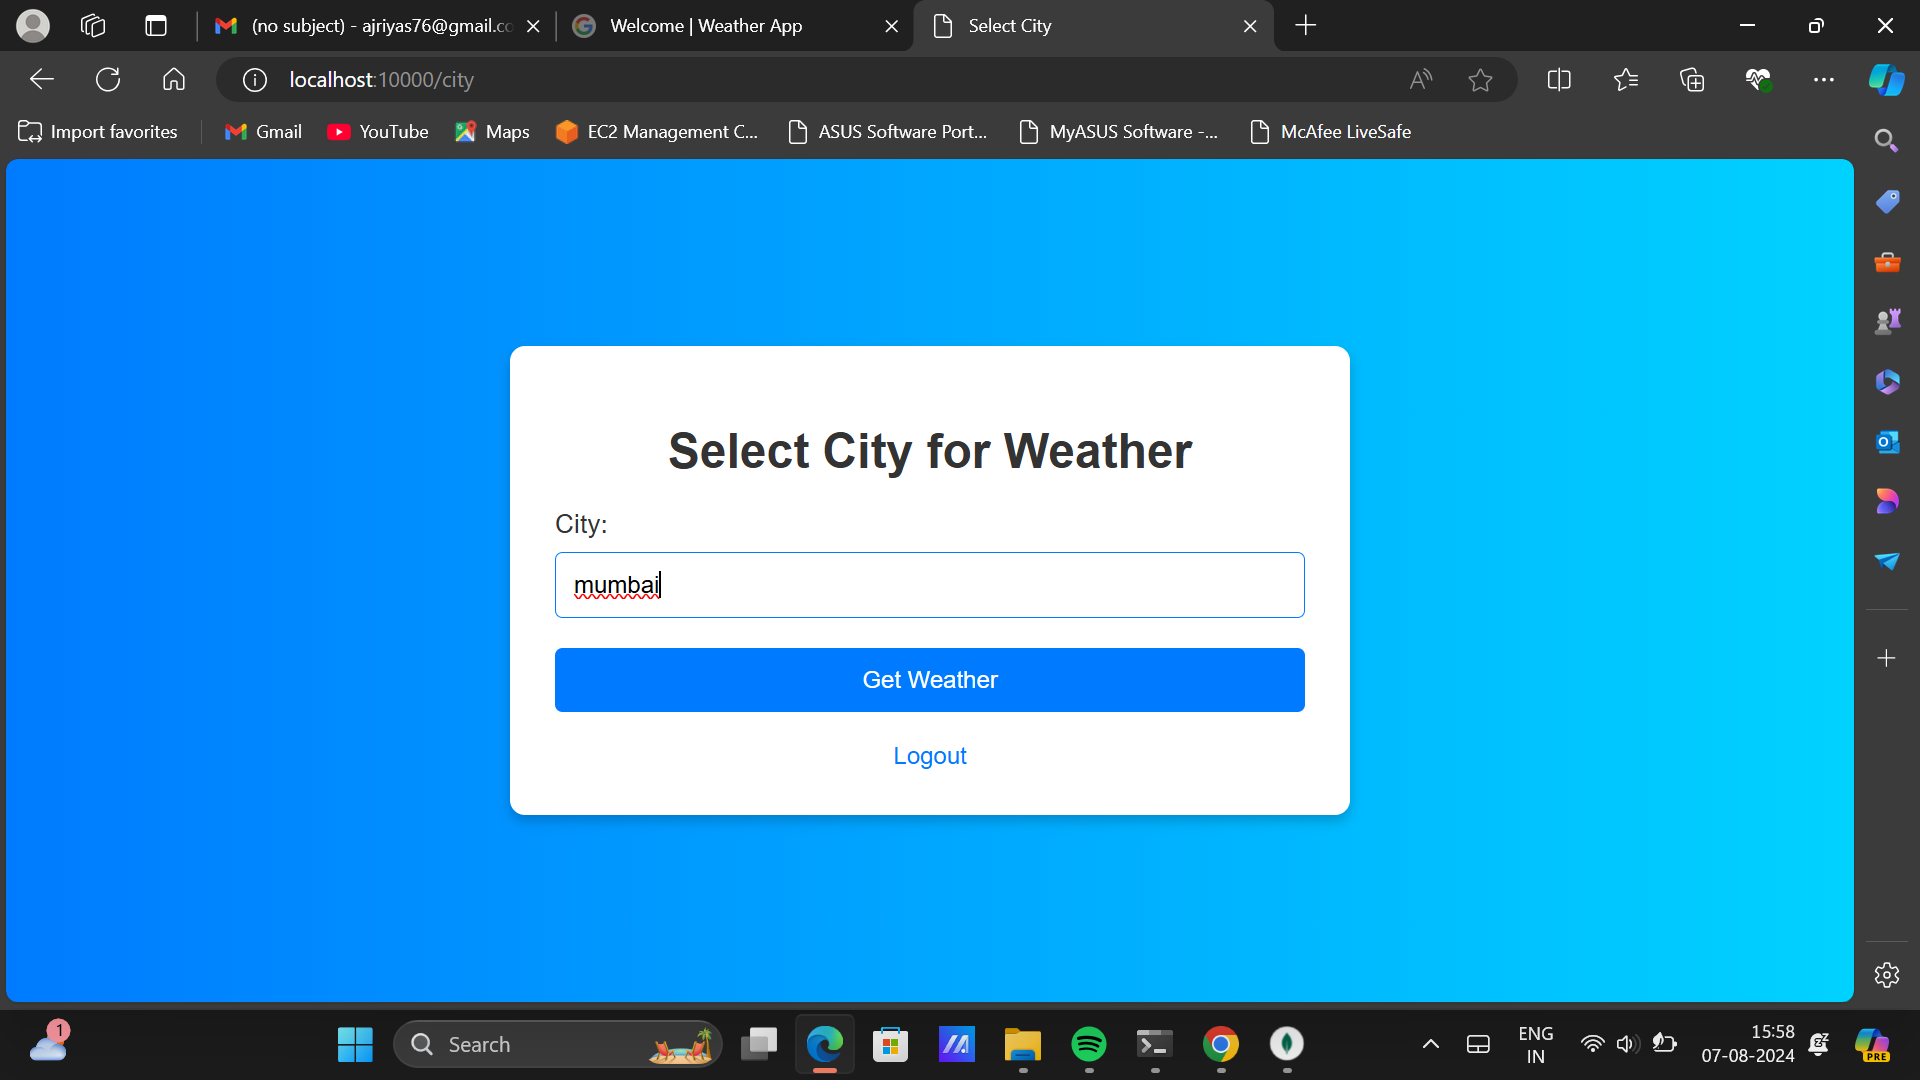 (no subject) - ajriyas76@gmail.cc
Welcome | Weather App
Select City
localhost:10000/city
Import favorites
Gmail
YouTube
Maps
EC2 Management C...
ASUS Software Port...
MyASUS Software -...
McAfee LiveSafe
Select City for Weather
City:
mumbai
Get Weather
Logout
1
Search
ENG
IN
15:58
07-08-2024
PRE